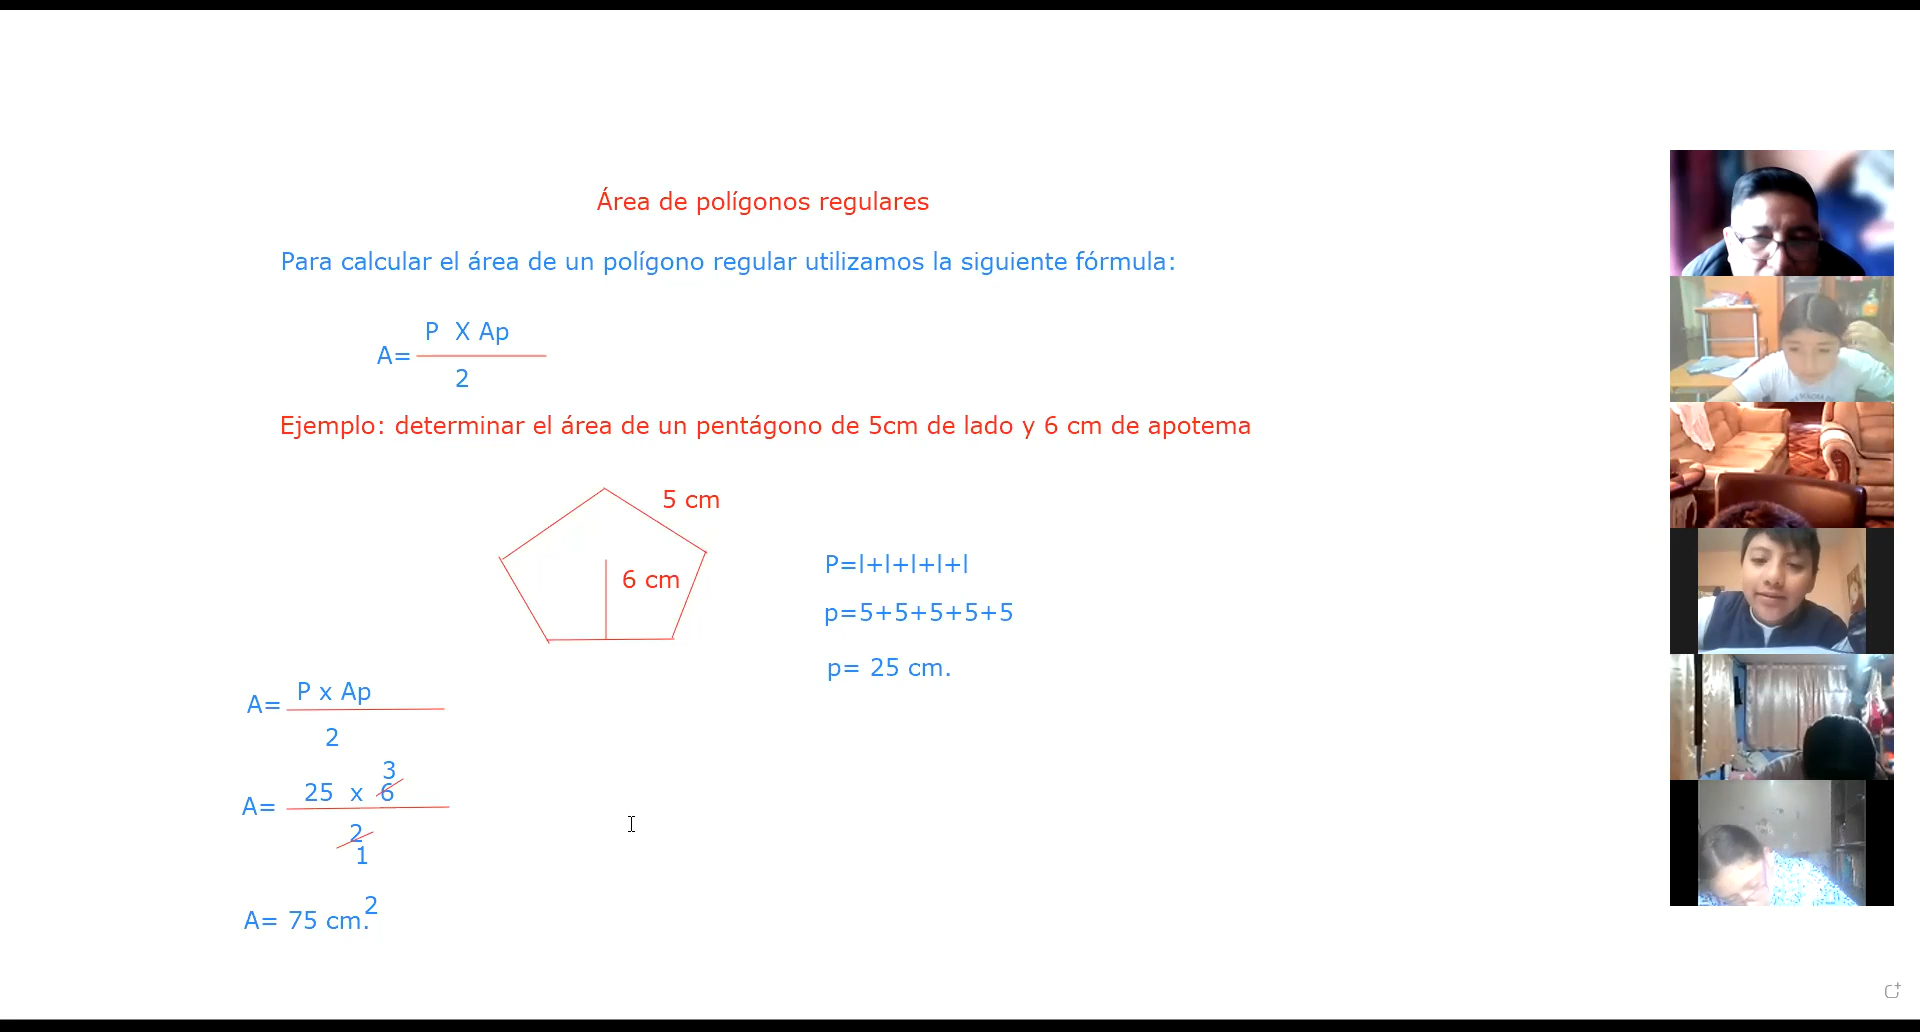 Área de polígonos regulares
Para calcular el área de un polígono regular utilizamos la siguiente fórmula:
P X Ap
A=
2
Ejemplo: determinar el área de un pentágono de 5cm de lado y 6 cm de apotema
5 cm
6 cm
P=l+l+l+l+l
p=5+5+5+5+5
p= 25 cm.
P x Ap
A=
2
3
25 x 6
A=
2
1
A= 75 cm.2